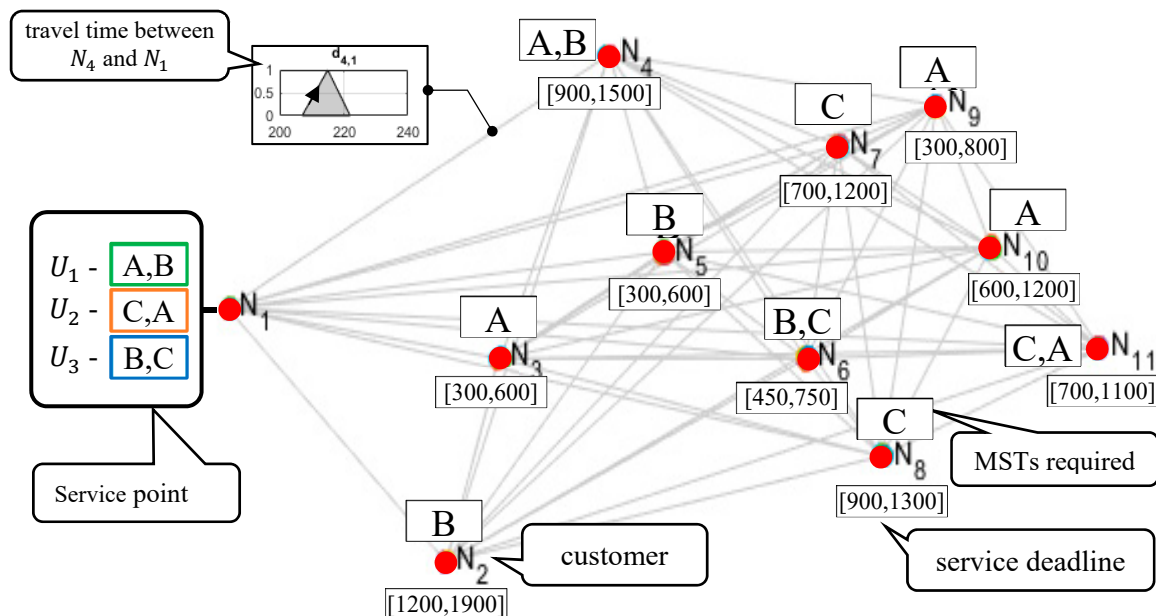 travel time between
N₄ and N₁
d₄,₁
1
0.5
0
200
220
240
A,B
N₄
[900,1500]
A
N₉
[300,800]
C
N₇
[700,1200]
B
N₅
[300,600]
A
N₁₀
[600,1200]
U₁ - A,B
U₂ - C,A
U₃ - B,C
N₁
A
N₃
[300,600]
B,C
N₆
[450,750]
C,A
N₁₁
[700,1100]
C
N₈
[900,1300]
MSTs required
Service point
B
N₂
[1200,1900]
customer
service deadline